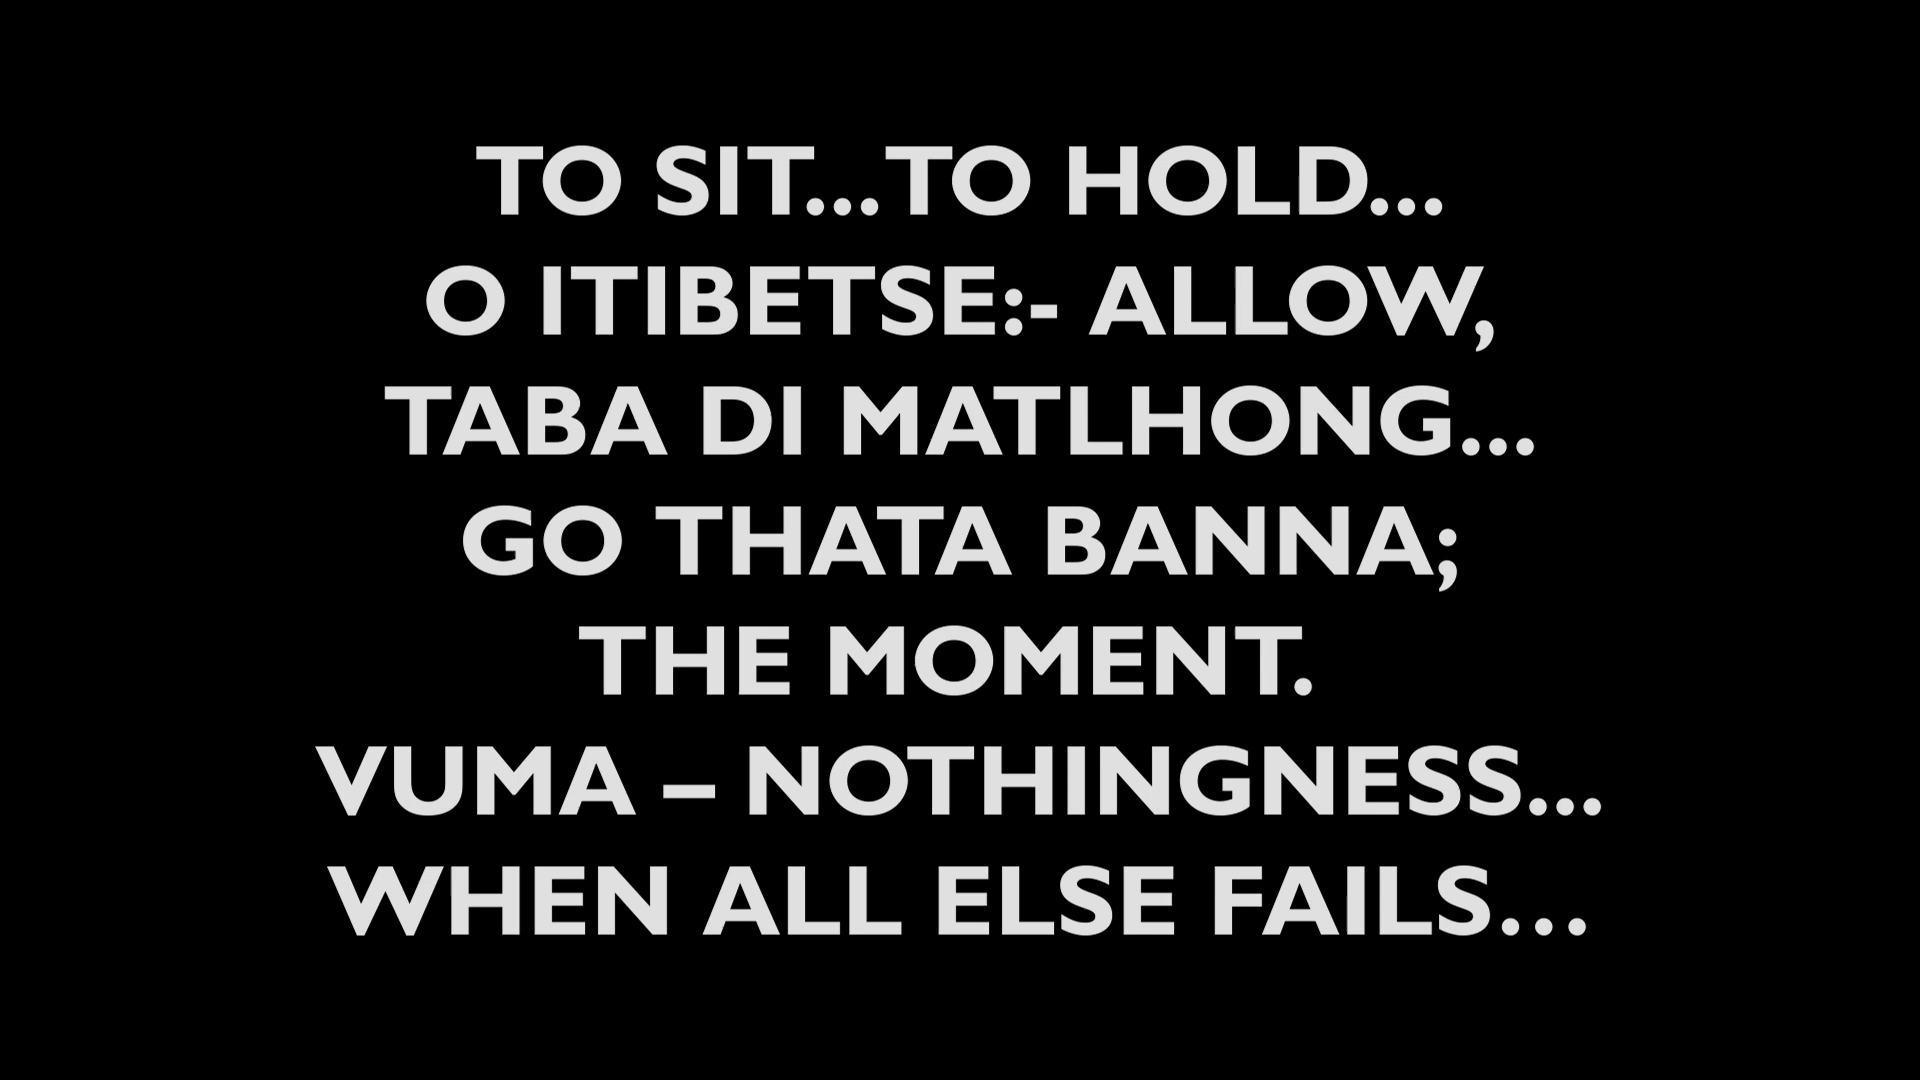 TO SIT...TO HOLD...
O ITIBETSE:- ALLOW,
TABA DI MATLHONG...
GO THATA BANNA;
THE MOMENT.
VUMA – NOTHINGNESS...
WHEN ALL ELSE FAILS…